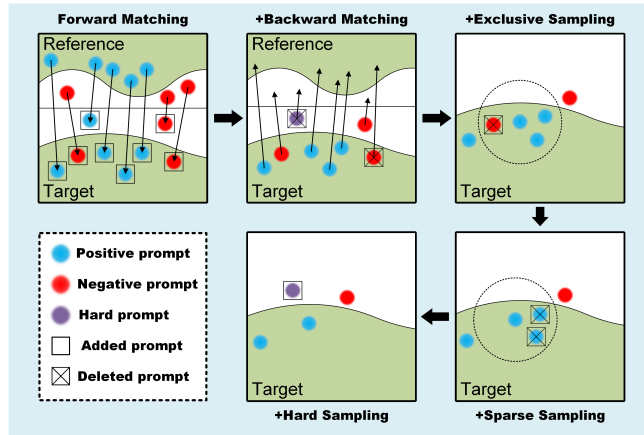 Forward Matching
+Backward Matching
+Exclusive Sampling
Reference
Target
Reference
Target
Target
Positive prompt
Negative prompt
Hard prompt
Added prompt
Deleted prompt
Target
+Hard Sampling
Target
+Sparse Sampling